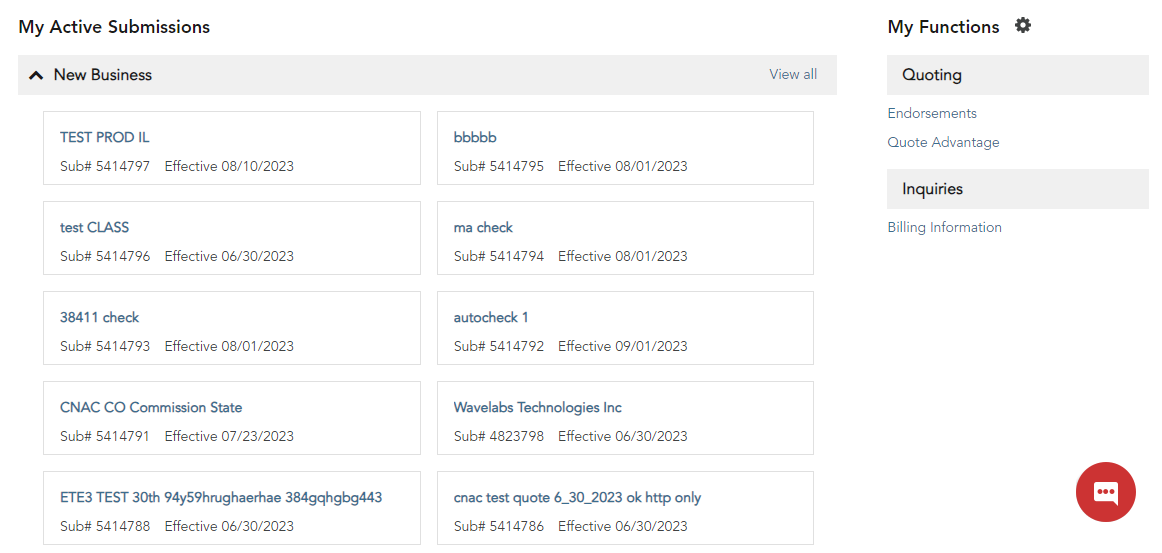 My Active Submissions
New Business
View all
TEST PROD IL
Sub# 5414797 Effective 08/10/2023
bbbbb
Sub# 5414795 Effective 08/01/2023
test CLASS
Sub# 5414796 Effective 06/30/2023
ma check
Sub# 5414794 Effective 08/01/2023
38411 check
Sub# 5414793 Effective 08/01/2023
autocheck 1
Sub# 5414792 Effective 09/01/2023
CNAC CO Commission State
Sub# 5414791 Effective 07/23/2023
Wavelabs Technologies Inc
Sub# 4823798 Effective 06/30/2023
ETE3 TEST 30th 94y59hrughaerhae 384gqhgbg443
Sub# 5414788 Effective 06/30/2023
cnac test quote 6_30_2023 ok http only
Sub# 5414786 Effective 06/30/2023
My Functions
Quoting
Endorsements
Quote Advantage
Inquiries
Billing Information